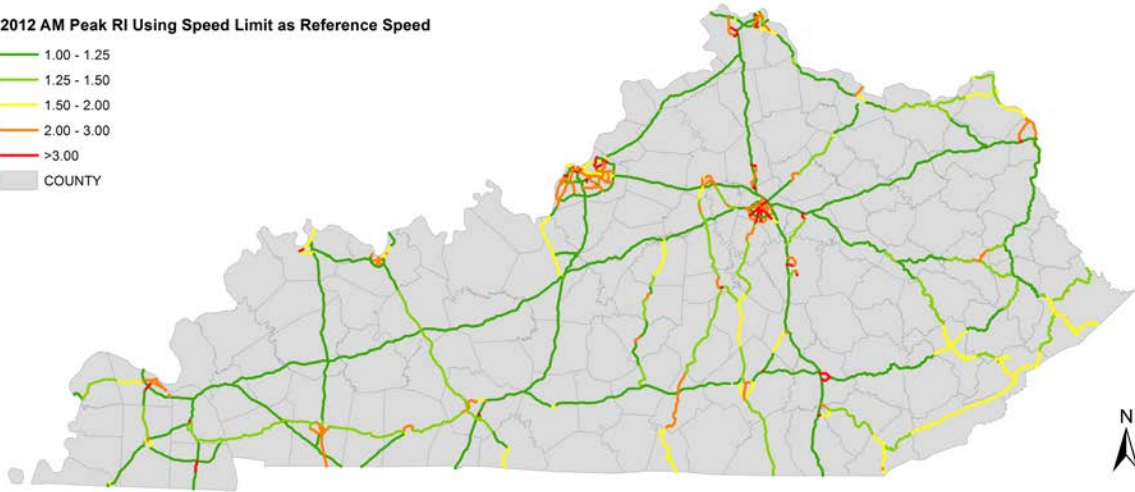 2012 AM Peak RI Using Speed Limit as Reference Speed
1.00 - 1.25
1.25 - 1.50
1.50 - 2.00
2.00 - 3.00
>3.00
COUNTY
N